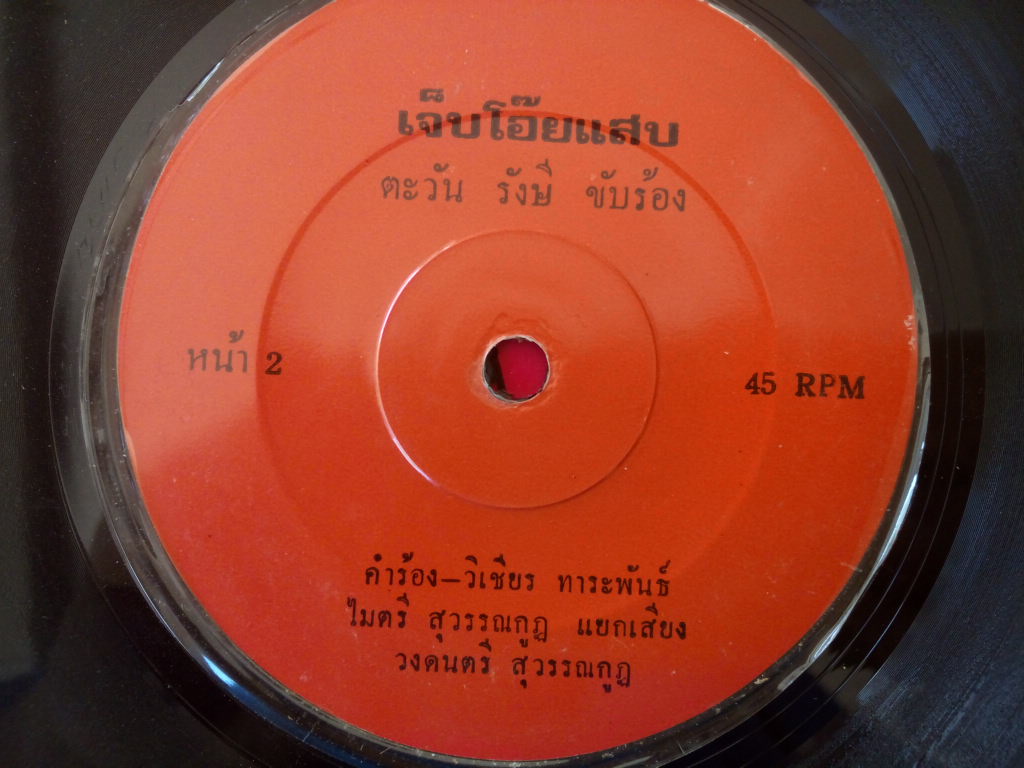 เจ็บโอ๊ยแสบ
ตะวัน รังษี ขับร้อง
หน้า 2
45 RPM
คำร้อง-วิเชียร ทาระพันธ์
ไมตรี สุวรรณกูฏ แยกเสียง
วงดนตรี สุวรรณกูฏ